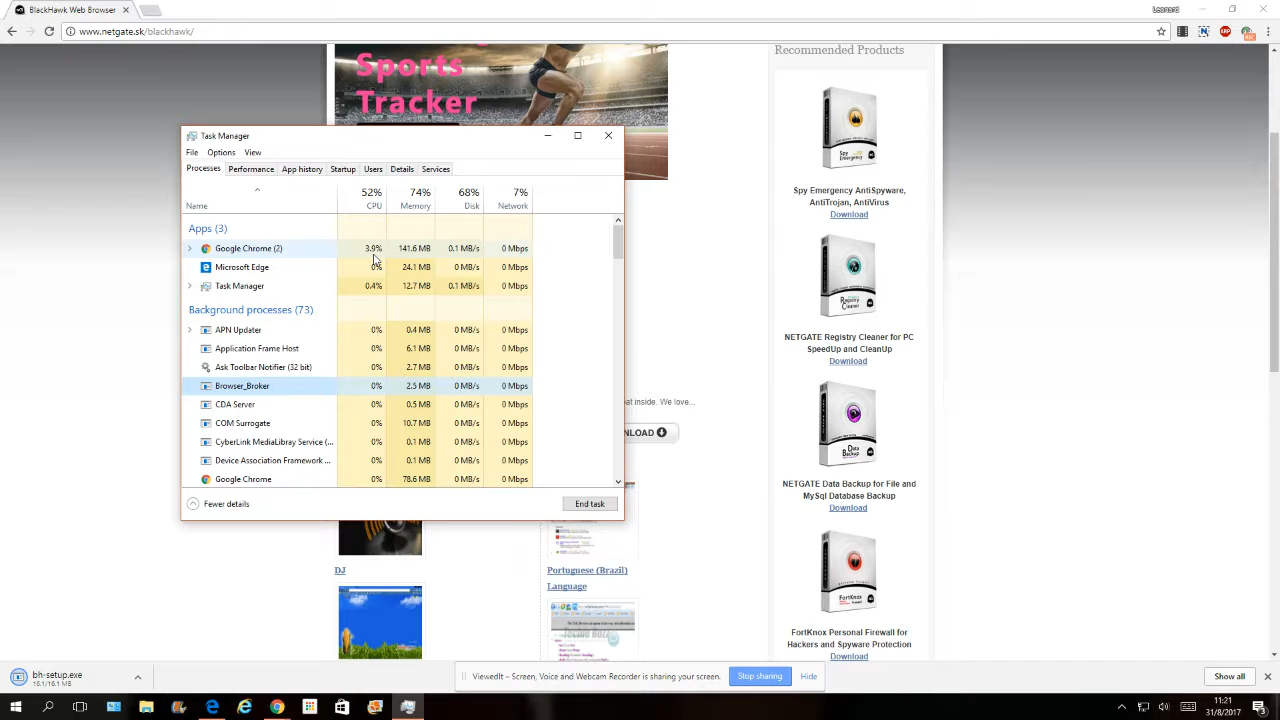 BlackHawk Web Browser
Leonard
www.netgate.sk/blackhawk/
Sports
Tracker
Recommended Products
Spy Emergency AntiSpyware,
AntiTrojan, AntiVirus
Download
NETGATE Registry Cleaner for PC
SpeedUp and CleanUp
Download
NETGATE Data Backup for File and
MySql Database Backup
Download
FortKnox Personal Firewall for
Hackers and Spyware Protection
Download
Task Manager
File Options View
Processes Performance App history Startup Users Details Services
52% 74% 68% 7%
Name CPU Memory Disk Network
Apps (3)
Google Chrome (2) 3.9% 141.6 MB 0.1 MB/s 0 Mbps
Microsoft Edge 0% 24.1 MB 0 MB/s 0 Mbps
Task Manager 0.4% 12.7 MB 0.1 MB/s 0 Mbps
Background processes (73)
APN Updater 0% 0.4 MB 0 MB/s 0 Mbps
Application Frame Host 0% 6.1 MB 0 MB/s 0 Mbps
Ask Toolbar Notifier (32 bit) 0% 2.7 MB 0 MB/s 0 Mbps
Browser_Broker 0% 2.5 MB 0 MB/s 0 Mbps
CDA Server 0% 0.5 MB 0 MB/s 0 Mbps
COM Surrogate 0% 10.7 MB 0 MB/s 0 Mbps
CyberLink MediaLibrary Service (... 0% 0.1 MB 0 MB/s 0 Mbps
Device Association Framework ... 0% 0.1 MB 0 MB/s 0 Mbps
Google Chrome 0% 78.6 MB 0 MB/s 0 Mbps
Fewer details
End task
at inside. We love...
NLOAD
DJ
Portuguese (Brazil)
Language
ViewedIt – Screen, Voice and Webcam Recorder is sharing your screen.
Stop sharing
Hide
Show all
11:21
31/8/2017